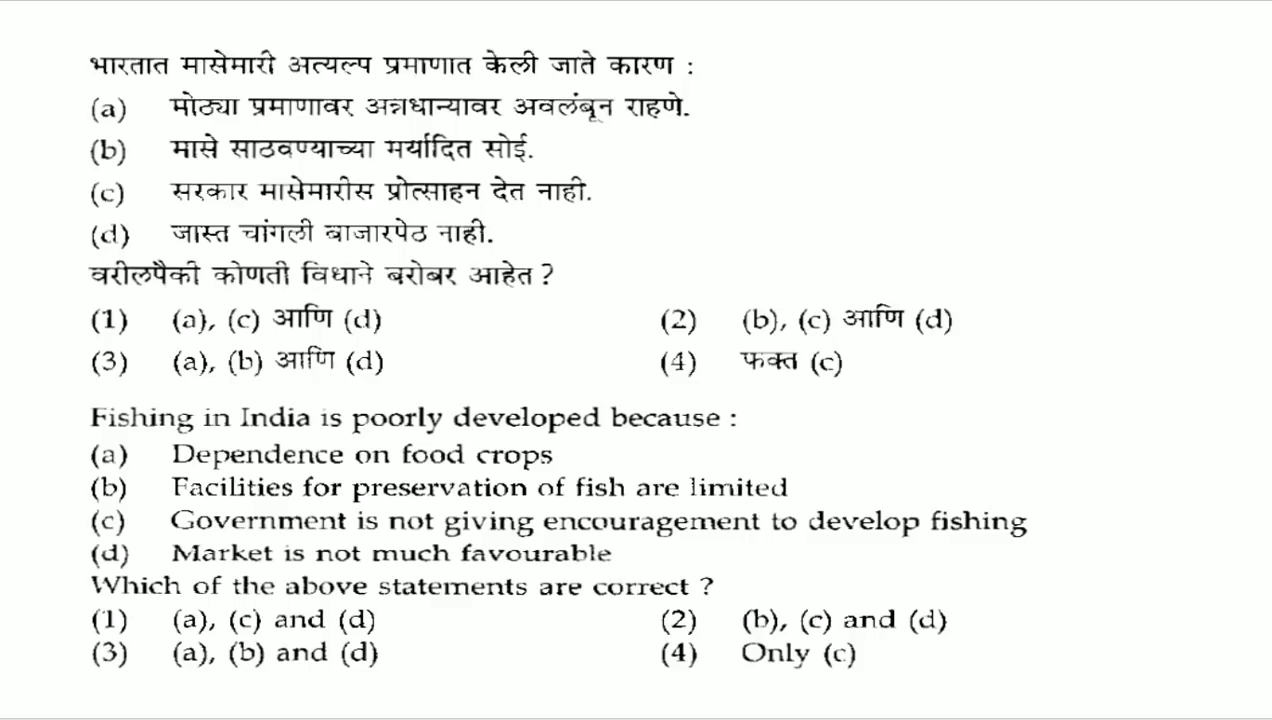 भारतात मासेमारी अत्यल्प प्रमाणात केली जाते कारण :
(a) मोठ्या प्रमाणावर अन्नधान्यावर अवलंबून राहणे.
(b) मासे साठवण्याच्या मर्यादित सोई.
(c) सरकार मासेमारीस प्रोत्साहन देत नाही.
(d) जास्त चांगली बाजारपेठ नाही.
वरीलपैकी कोणती विधाने बरोबर आहेत ?
(1) (a), (c) आणि (d) (2) (b), (c) आणि (d)
(3) (a), (b) आणि (d) (4) फक्त (c)
Fishing in India is poorly developed because :
(a) Dependence on food crops
(b) Facilities for preservation of fish are limited
(c) Government is not giving encouragement to develop fishing
(d) Market is not much favourable
Which of the above statements are correct ?
(1) (a), (c) and (d) (2) (b), (c) and (d)
(3) (a), (b) and (d) (4) Only (c)